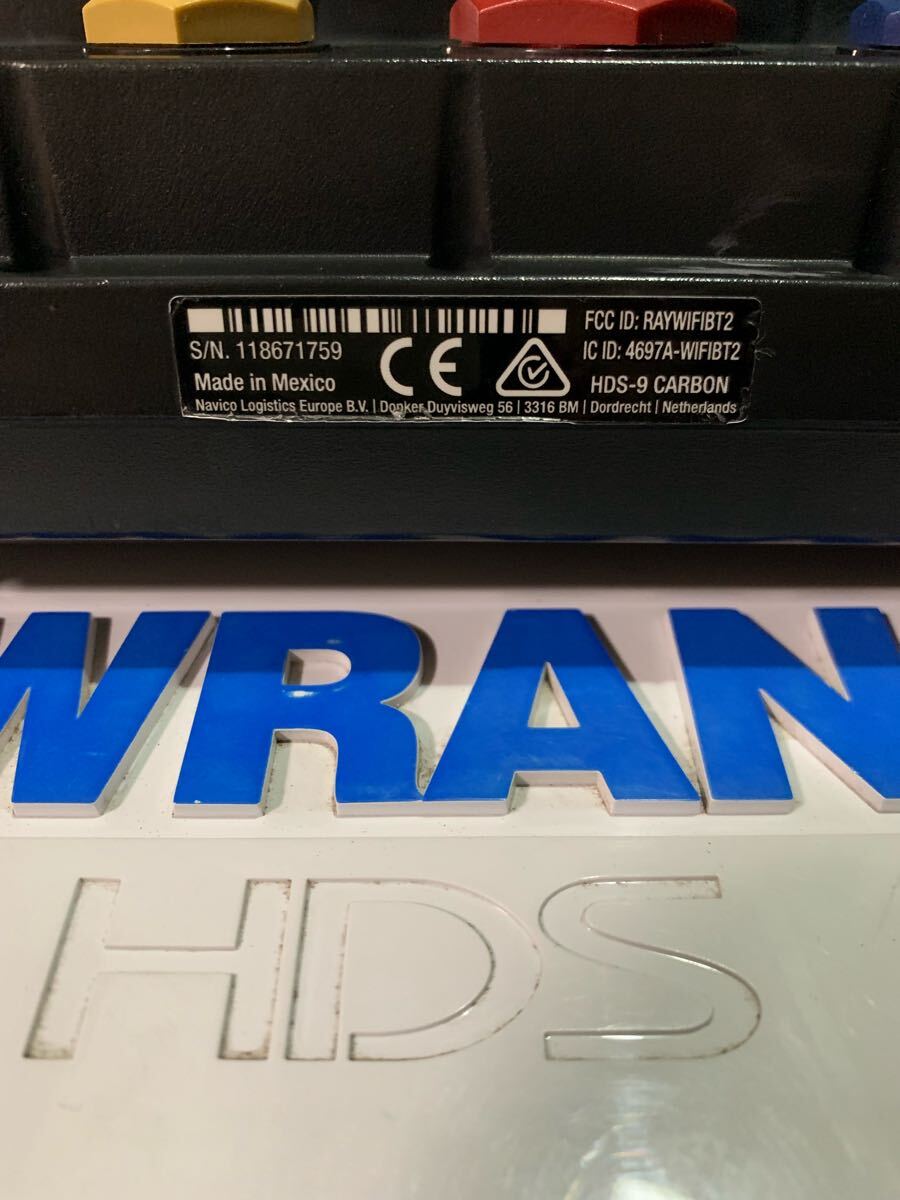 FCC ID: RAYWIFIBT2
S/N. 118671759
IC ID: 4697A-WIFIBT2
Made in Mexico
CE
HDS-9 CARBON
Navico Logistics Europe B.V. | Donker Duyvisweg 56 | 3316 BM | Dordrecht | Netherlands
WRAN
HDS